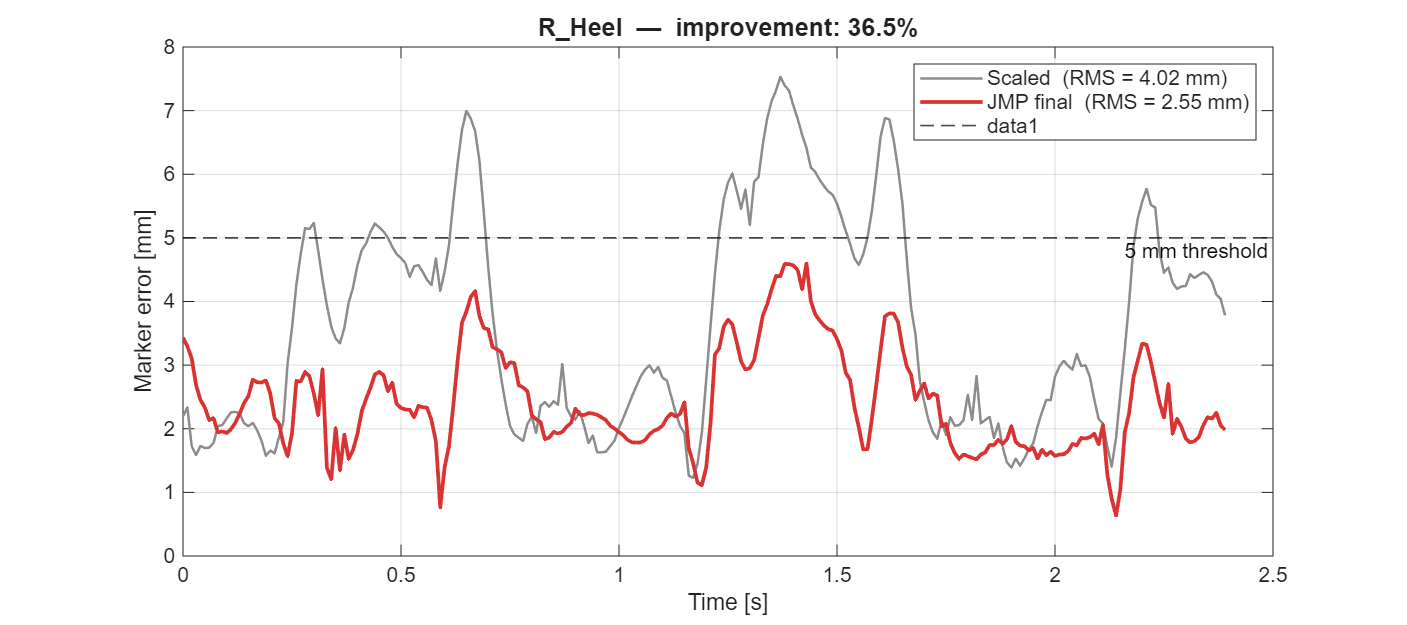 R_Heel — improvement: 36.5%
8
7
6
5
4
3
2
1
0
Marker error [mm]
Scaled (RMS = 4.02 mm)
JMP final (RMS = 2.55 mm)
data1
5 mm threshold
0 0.5 1 1.5 2 2.5
Time [s]